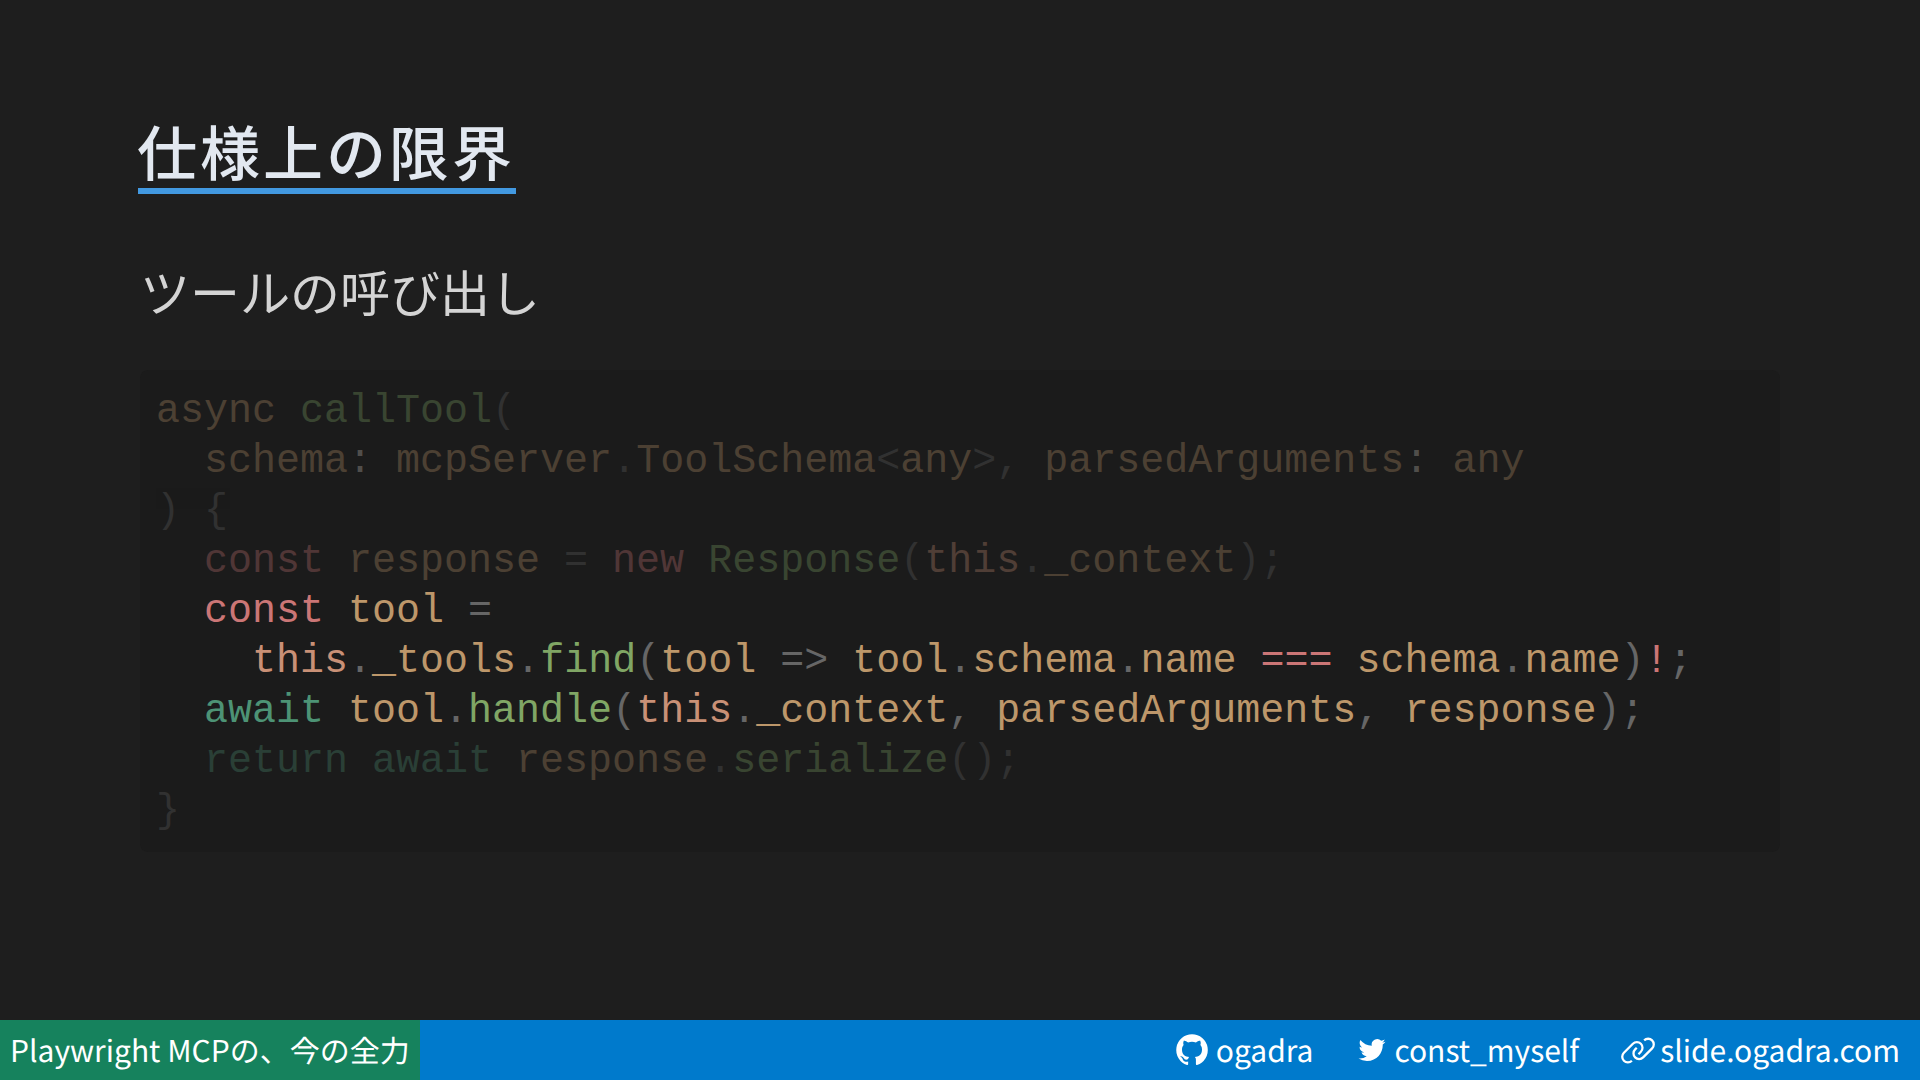 仕様上の限界
ツールの呼び出し
async callTool(
  schema: mcpServer.ToolSchema<any>, parsedArguments: any
) {
  const response = new Response(this._context);
  const tool =
    this._tools.find(tool => tool.schema.name === schema.name)!;
  await tool.handle(this._context, parsedArguments, response);
  return await response.serialize();
}
Playwright MCPの、今の全力
ogadra
const_myself
slide.ogadra.com